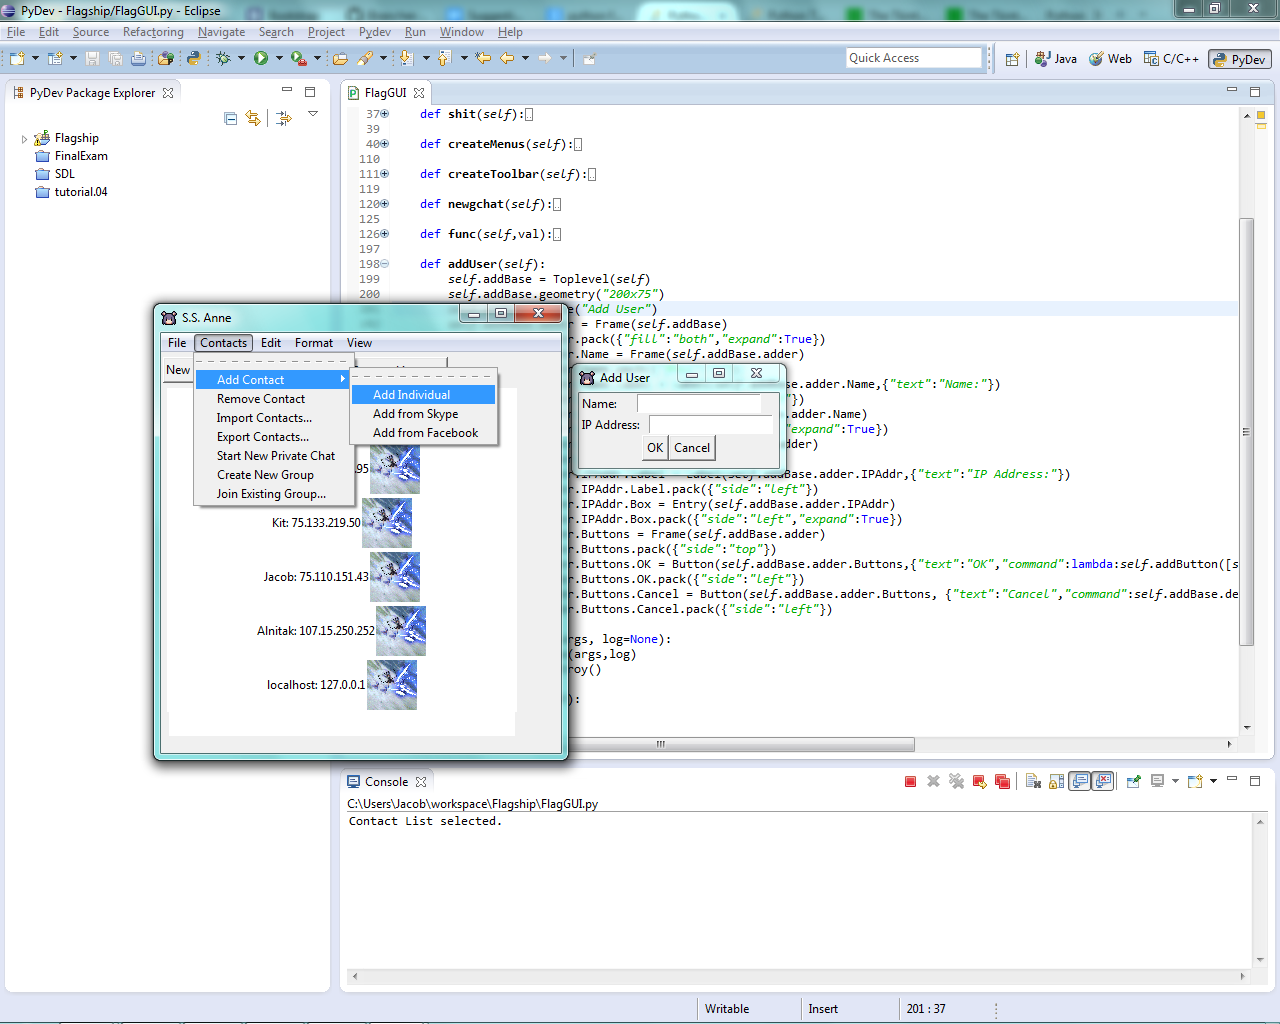 PyDev - Flagship/FlagGUI.py - Eclipse
File Edit Source Refactoring Navigate Search Project Pydev Run Window Help
Quick Access
Java Web C/C++ PyDev
PyDev Package Explorer
Flagship
FinalExam
SDL
tutorial.04
FlagGUI
37 def shit(self):
39
40 def createMenus(self):
110
111 def createToolbar(self):
119
120 def newgchat(self):
125
126 def func(self,val):
197
198 def addUser(self):
199 self.addBase = Toplevel(self)
200 self.addBase.geometry("200x75")
("Add User")
= Frame(self.addBase)
.pack({"fill":"both","expand":True})
.Name = Frame(self.addBase.adder)
base.adder.Name,{"text":"Name:"})
"})
.Name)
expand":True})
der)
.IPAddr.Label = Label(self.addBase.adder.IPAddr,{"text":"IP Address:"})
.IPAddr.Label.pack({"side":"left"})
.IPAddr.Box = Entry(self.addBase.adder.IPAddr)
.IPAddr.Box.pack({"side":"left","expand":True})
.Buttons = Frame(self.addBase.adder)
.Buttons.pack({"side":"top"})
.Buttons.OK = Button(self.addBase.adder.Buttons,{"text":"OK","command":lambda:self.addButton([s
.Buttons.OK.pack({"side":"left"})
.Buttons.Cancel = Button(self.addBase.adder.Buttons, {"text":"Cancel","command":self.addBase.de
.Buttons.Cancel.pack({"side":"left"})
rgs, log=None):
(args,log)
roy()
):
S.S. Anne
File Contacts Edit Format View
New
Add Contact
Remove Contact
Import Contacts...
Export Contacts...
Start New Private Chat
Create New Group
Join Existing Group...
Add Individual
Add from Skype
Add from Facebook
.95
Kit: 75.133.219.50
Jacob: 75.110.151.43
Alnitak: 107.15.250.252
localhost: 127.0.0.1
Add User
Name:
IP Address:
OK Cancel
Console
C:\Users\Jacob\workspace\Flagship\FlagGUI.py
Contact List selected.
Writable Insert 201 : 37